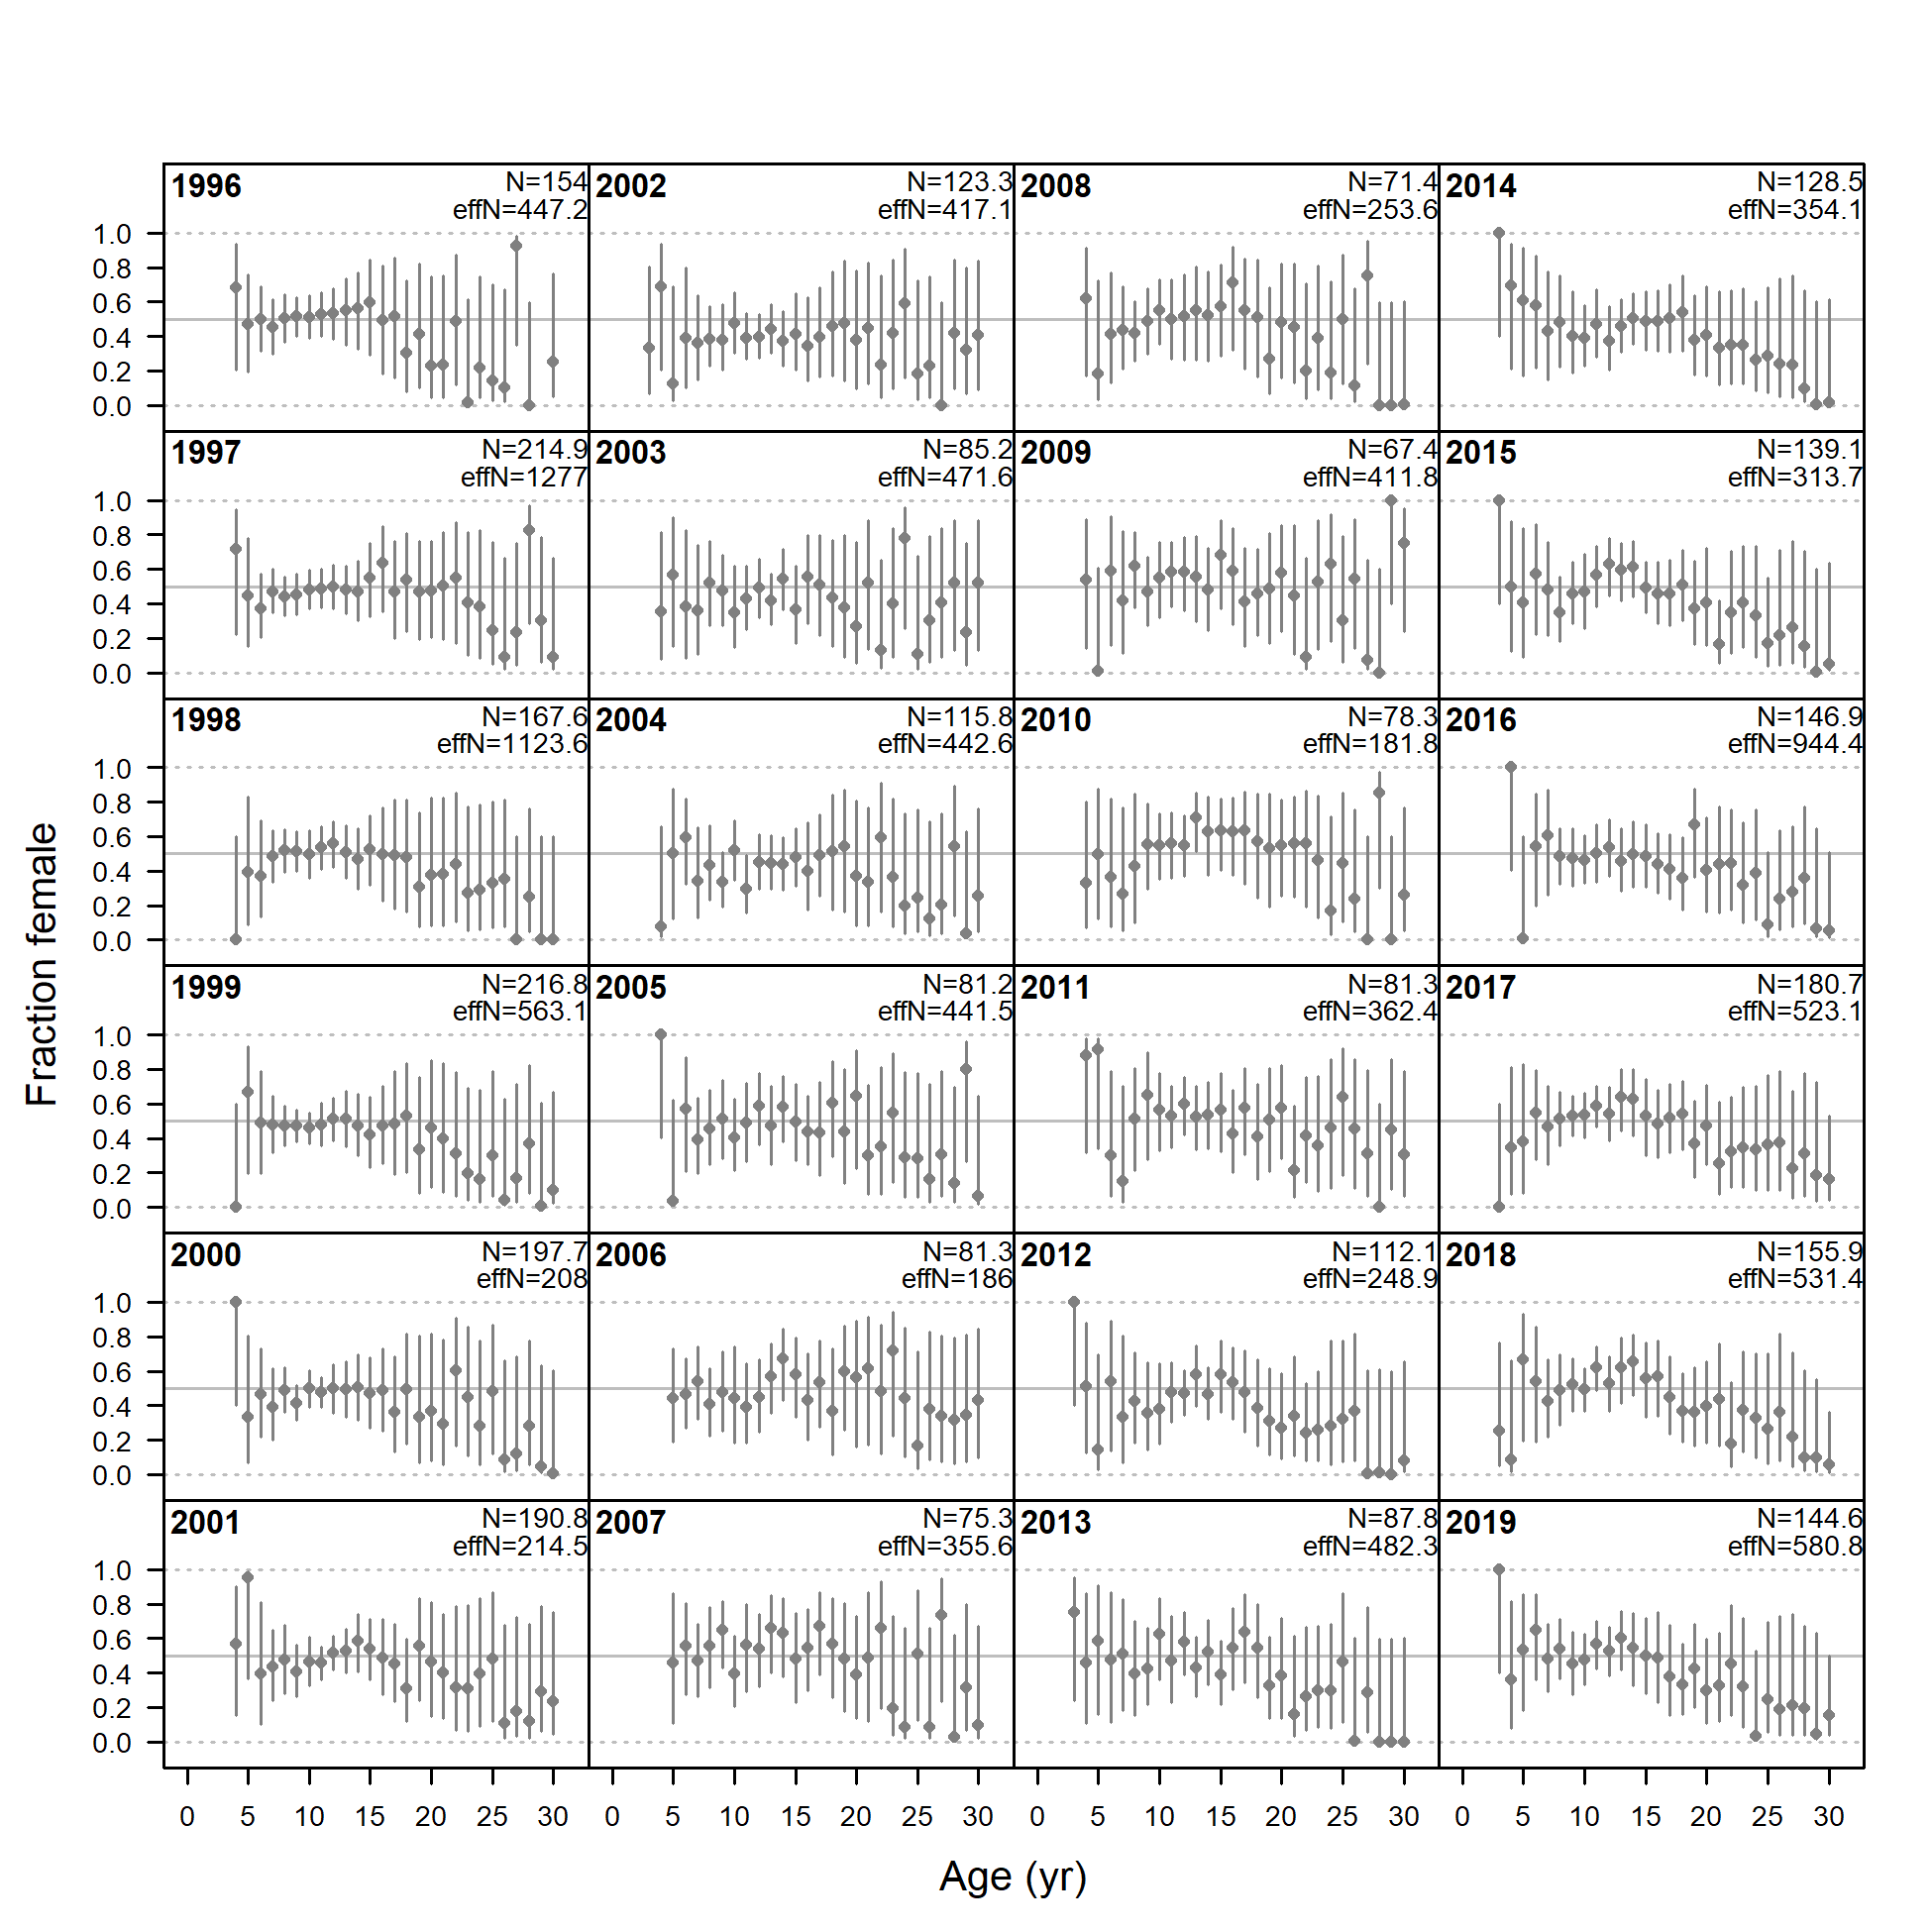 1996 N=154 2002 N=123.3 2008 N=71.4 2014 N=128.5
effN=447.2 effN=417.1 effN=253.6 effN=354.1
1.0
0.8
0.6
0.4
0.2
0.0
1997 N=214.9 2003 N=85.2 2009 N=67.4 2015 N=139.1
effN=1277 effN=471.6 effN=411.8 effN=313.7
1.0
0.8
0.6
0.4
0.2
0.0
1998 N=167.6 2004 N=115.8 2010 N=78.3 2016 N=146.9
effN=1123.6 effN=442.6 effN=181.8 effN=944.4
1.0
0.8
0.6
0.4
0.2
0.0
1999 N=216.8 2005 N=81.2 2011 N=81.3 2017 N=180.7
effN=563.1 effN=441.5 effN=362.4 effN=523.1
1.0
0.8
0.6
0.4
0.2
0.0
2000 N=197.7 2006 N=81.3 2012 N=112.1 2018 N=155.9
effN=208 effN=186 effN=248.9 effN=531.4
1.0
0.8
0.6
0.4
0.2
0.0
2001 N=190.8 2007 N=75.3 2013 N=87.8 2019 N=144.6
effN=214.5 effN=355.6 effN=482.3 effN=580.8
1.0
0.8
0.6
0.4
0.2
0.0
0 5 10 15 20 25 30 0 5 10 15 20 25 30 0 5 10 15 20 25 30 0 5 10 15 20 25 30
Age (yr)
Fraction female